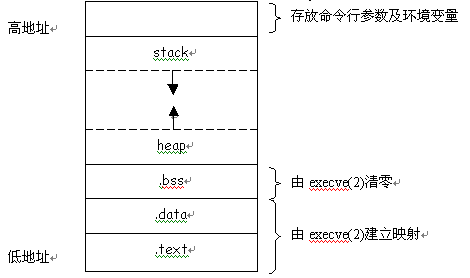 存放命令行参数及环境变量
高地址
stack
heap
.bss
由 execve(2)清零
.data
由 execve(2)建立映射
.text
低地址